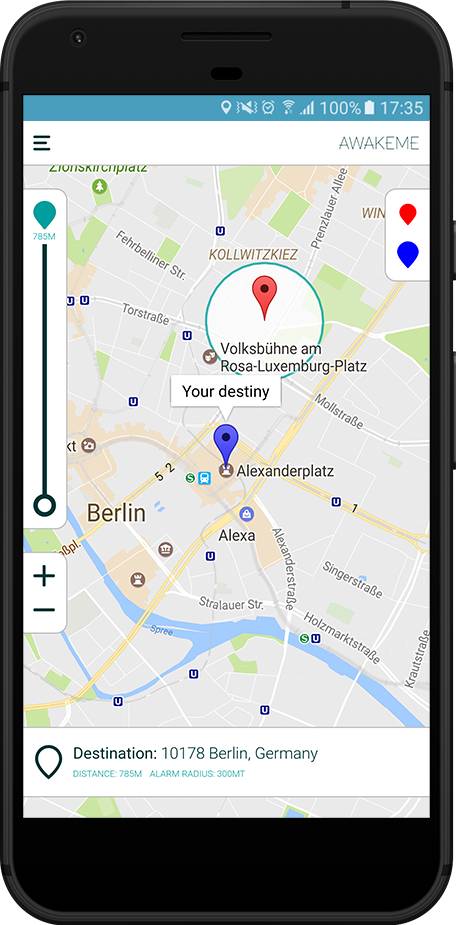 100% 17:35
AWAKEME
Zionskirchplatz
785M
Prenzlauer Allee
WIN
Fehrbelliner Str.
KOLLWITZKIEZ
U
Torstraße
U U
U
Volksbühne am
Rosa-Luxemburg-Platz
Your destiny
U
Mollstraße
kt
5 2
S
Alexanderplatz
Berlin
U
1
Alexa
ßpl.
U
Alexanderstraße
Singerstraße
Stralauer Str.
Holzmarktstraße
Spree
S U
Krautstraße
U
U
U
Destination: 10178 Berlin, Germany
DISTANCE: 785M ALARM RADIUS: 300MT